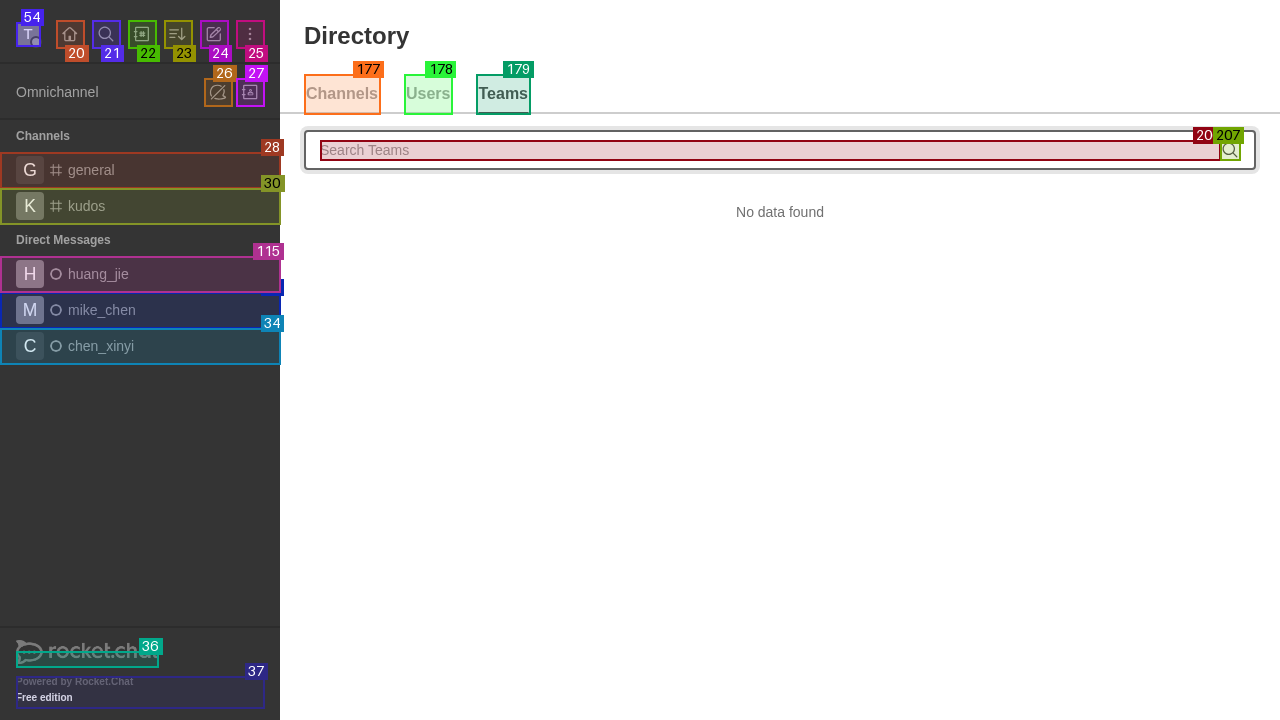 54
T
20
21
22
23
24
25
Omnichannel
26
27
Channels
28
G general
30
K kudos
Direct Messages
115
H huang_jie
M mike_chen
34
C chen_xinyi
36
rocket.chat
37
Powered by Rocket.Chat
Free edition
Directory
177
178
179
Channels
Users
Teams
207
Search Teams
No data found